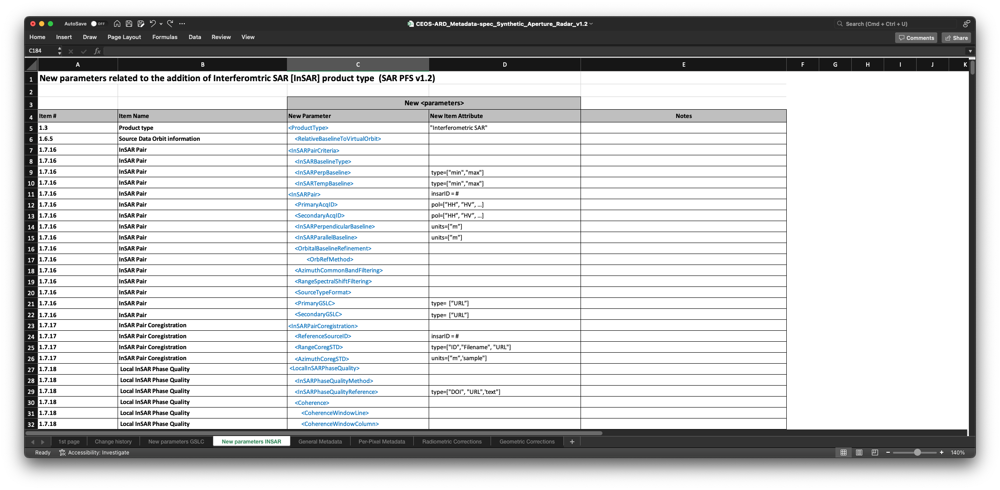 AutoSave OFF CEOS-ARD_Metadata-spec_Synthetic_Aperture_Radar_v1.2 Search (Cmd + Ctrl + U)
Home Insert Draw Page Layout Formulas Data Review View Comments Share
C184 fx
A B C D E F G H I J K
1 New parameters related to the addition of Interferomtric SAR [InSAR] product type (SAR PFS v1.2)
2
3 New <parameters>
4 Item # Item Name New Parameter New Item Attribute Notes
5 1.3 Product type <ProductType> "Interferometric SAR"
6 1.6.5 Source Data Orbit information <RelativeBaselineToVirtualOrbit>
7 1.7.16 InSAR Pair <InSARPairCriteria>
8 1.7.16 InSAR Pair <InSARBaselineType>
9 1.7.16 InSAR Pair <InSARPerpBaseline> type=["min","max"]
10 1.7.16 InSAR Pair <InSARTempBaseline> type=["min","max"]
11 1.7.16 InSAR Pair <InSARPair> insarID = #
12 1.7.16 InSAR Pair <PrimaryAcqID> pol=["HH", "HV", ...]
13 1.7.16 InSAR Pair <SecondaryAcqID> pol=["HH", "HV", ...]
14 1.7.16 InSAR Pair <InSARPerpendicularBaseline> units=["m"]
15 1.7.16 InSAR Pair <InSARParallelBaseline> units=["m"]
16 1.7.16 InSAR Pair <OrbitalBaselineRefinement>
17 1.7.16 InSAR Pair <OrbRefMethod>
18 1.7.16 InSAR Pair <AzimuthCommonBandFiltering>
19 1.7.16 InSAR Pair <RangeSpectralShiftFiltering>
20 1.7.16 InSAR Pair <SourceTypeFormat>
21 1.7.16 InSAR Pair <PrimaryGSLC> type= ["URL"]
22 1.7.16 InSAR Pair <SecondaryGSLC> type= ["URL"]
23 1.7.17 InSAR Pair Coregistration <InSARPairCoregistration>
24 1.7.17 InSAR Pair Coregistration <ReferenceSourceID> insarID = #
25 1.7.17 InSAR Pair Coregistration <RangeCoregSTD> type=["ID","Filename", "URL"]
26 1.7.17 InSAR Pair Coregistration <AzimuthCoregSTD> units=["m",'sample"]
27 1.7.18 Local InSAR Phase Quality <LocalInSARPhaseQuality>
28 1.7.18 Local InSAR Phase Quality <InSARPhaseQualityMethod>
29 1.7.18 Local InSAR Phase Quality <InSARPhaseQualityReference> type=["DOI", "URL",'text"]
30 1.7.18 Local InSAR Phase Quality <Coherence>
31 1.7.18 Local InSAR Phase Quality <CoherenceWindowLine>
32 1.7.18 Local InSAR Phase Quality <CoherenceWindowColumn>
1st page Change history New parameters GSLC New parameters INSAR General Metadata Per-Pixel Metadata Radiometric Corrections Geometric Corrections +
Ready Accessibility: Investigate − + 140%